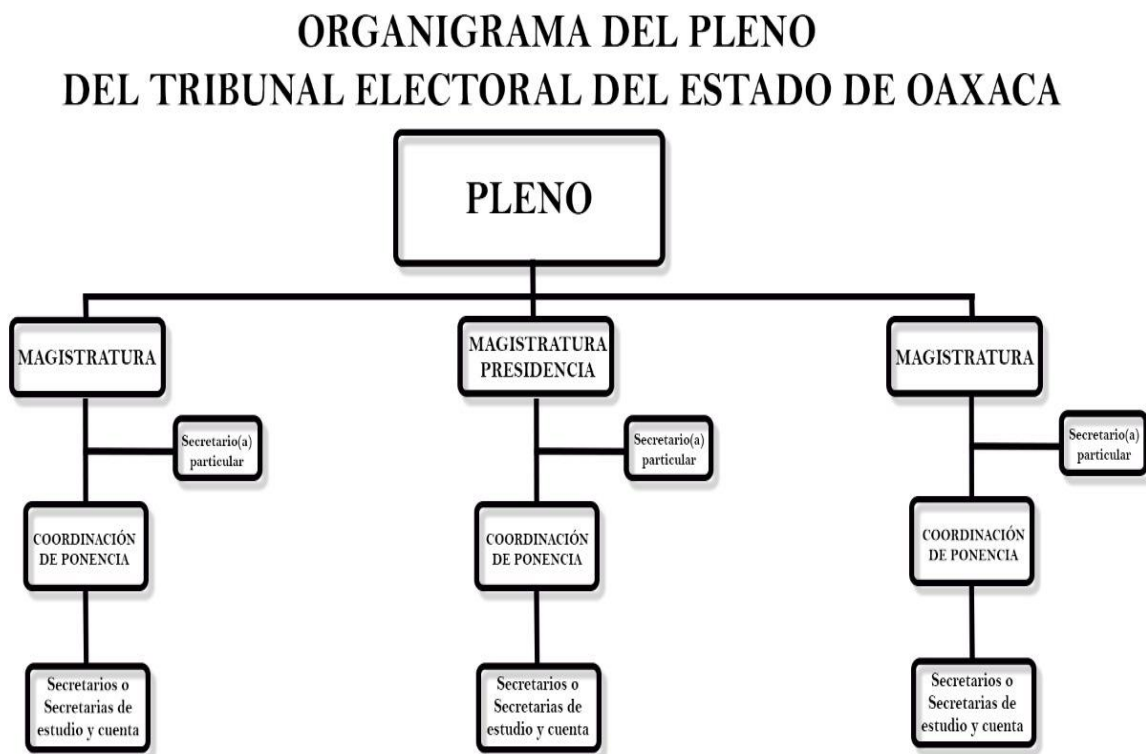 ORGANIGRAMA DEL PLENO
DEL TRIBUNAL ELECTORAL DEL ESTADO DE OAXACA
PLENO
MAGISTRATURA
MAGISTRATURA
PRESIDENCIA
MAGISTRATURA
Secretario(a)
particular
Secretario(a)
particular
Secretario(a)
particular
COORDINACIÓN
DE PONENCIA
COORDINACIÓN
DE PONENCIA
COORDINACIÓN
DE PONENCIA
Secretarios o
Secretarias de
estudio y cuenta
Secretarios o
Secretarias de
estudio y cuenta
Secretarios o
Secretarias de
estudio y cuenta